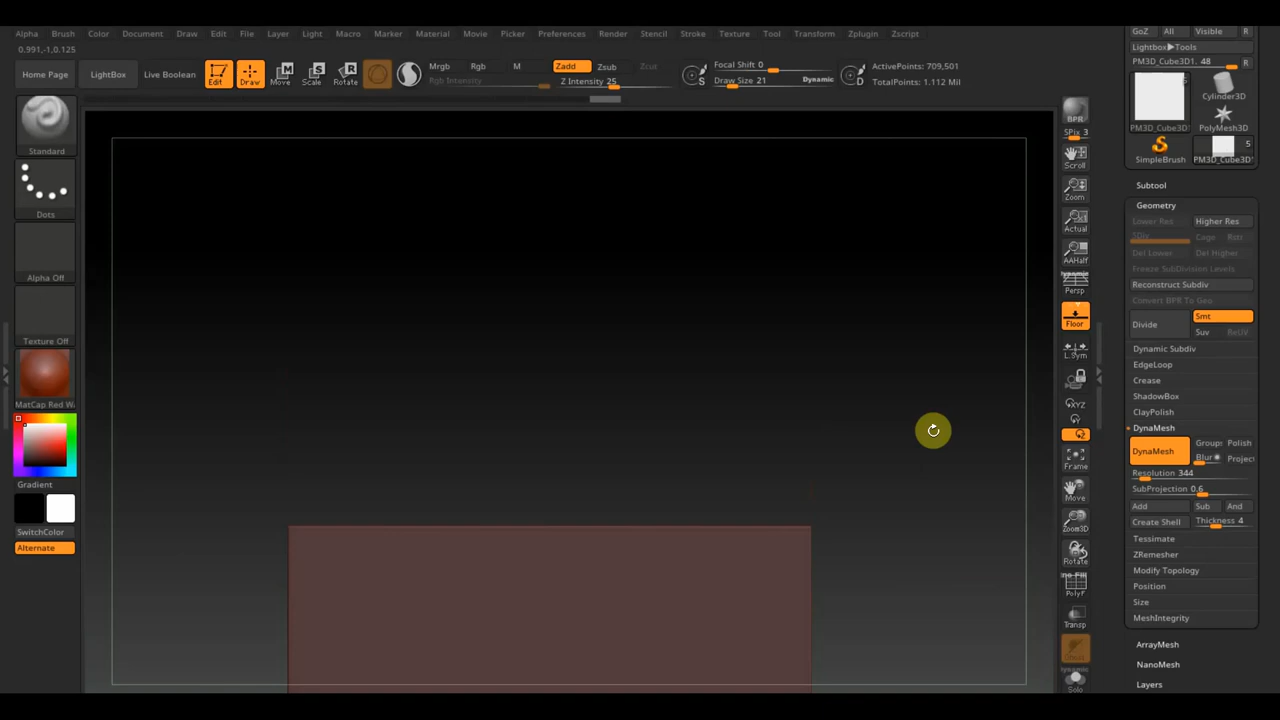 Alpha Brush Color Document Draw Edit File Layer Light Macro Marker Material Movie Picker Preferences Render Stencil Stroke Texture Tool Transform Zplugin Zscript
0.991,-1,0.125
Home Page LightBox Live Boolean Edit Draw Move Scale Rotate
Mrgb Rgb M Zadd Zsub Zcut
Rgb Intensity Z Intensity 25
Focal Shift 0
Draw Size 21 Dynamic
ActivePoints: 709,501
TotalPoints: 1.112 Mil
Standard
Dots
Alpha Off
Texture Off
MatCap Red W
Gradient
SwitchColor
Alternate
BPR
SPix 3
Scroll
Zoom
Actual
AAHalf
Dynamic
Persp
Floor
L.Sym
XYZ
Y
Z
Frame
Move
Zoom3D
Rotate
PolyF
Transp
Dynamic
Solo
S
D
GoZ All Visible R
Lightbox▶Tools
PM3D_Cube3D1. 48 R
Cylinder3D
PM3D_Cube3D PolyMesh3D
5
SimpleBrush PM3D_Cube3D
Subtool
Geometry
Lower Res Higher Res
SDiv Cage Rstr
Del Lower Del Higher
Freeze SubDivision Levels
Reconstruct Subdiv
Convert BPR To Geo
Divide Smt
Suv ReUV
Dynamic Subdiv
EdgeLoop
Crease
ShadowBox
ClayPolish
DynaMesh
DynaMesh Groups Polish
Blur Project
Resolution 344
SubProjection 0.6
Add Sub And
Create Shell Thickness 4
Tessimate
ZRemesher
Modify Topology
Position
Size
MeshIntegrity
ArrayMesh
NanoMesh
Layers